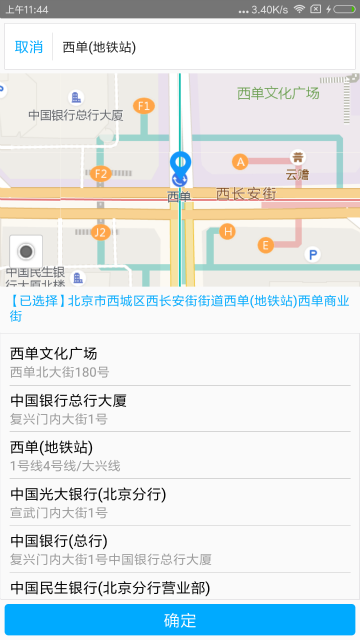 上午11:44
... 3.40K/s
取消 西单(地铁站)
P
西单文化广场
中国银行总行大厦
F1
A
云澹
F2
西单
西长安街
J2
H
E
P
中国民生银
行大厦北楼
【已选择】北京市西城区西长安街街道西单(地铁站)西单商业
街
西单文化广场
西单北大街180号
中国银行总行大厦
复兴门内大街1号
西单(地铁站)
1号线4号线/大兴线
中国光大银行(北京分行)
宣武门内大街1号
中国银行(总行)
复兴门内大街1号中国银行总行大厦
中国民生银行(北京分行营业部)
确定